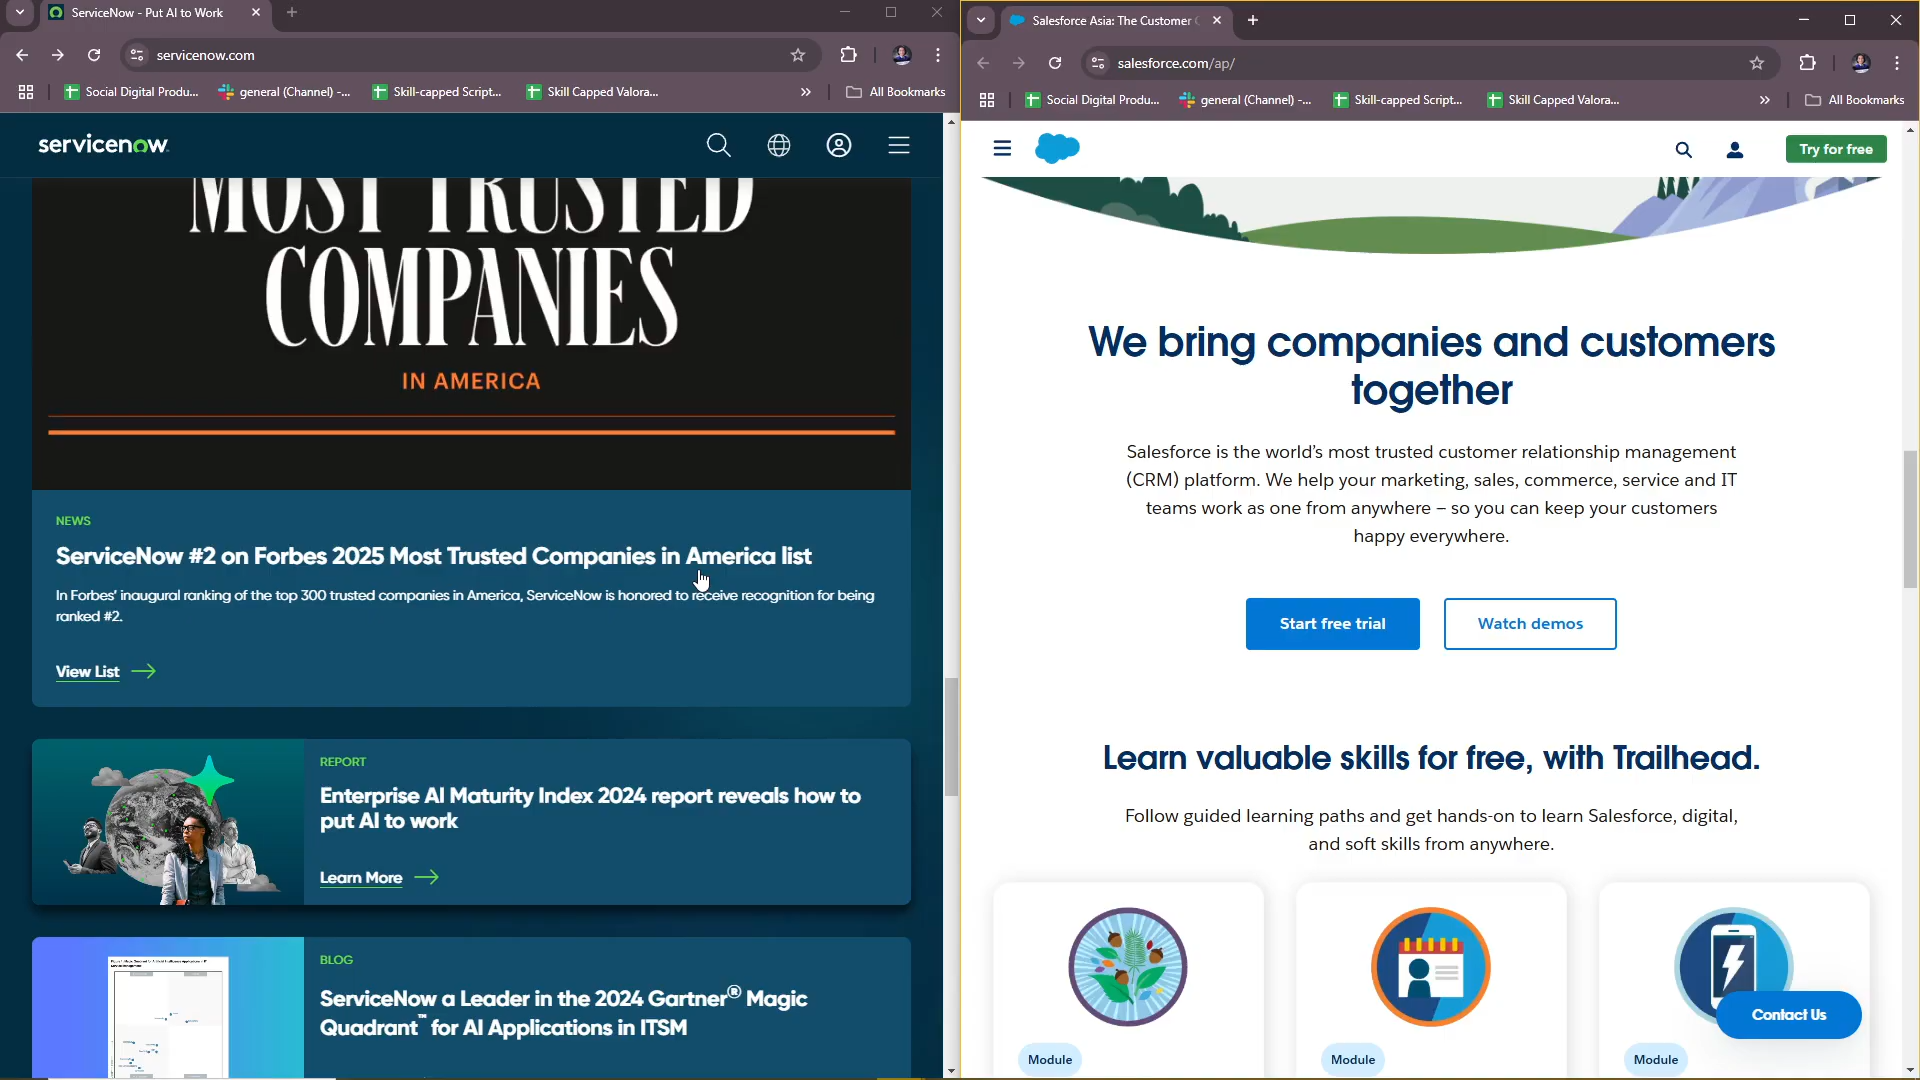 ServiceNow - Put AI to Work
servicenow.com
Social Digital Produ...
general (Channel) -...
Skill-capped Script...
Skill Capped Valora...
All Bookmarks
servicenow
MOST TRUSTED
COMPANIES
IN AMERICA
NEWS
ServiceNow #2 on Forbes 2025 Most Trusted Companies in America list
In Forbes' inaugural ranking of the top 300 trusted companies in America, ServiceNow is honored to receive recognition for being
ranked #2.
View List
REPORT
Enterprise AI Maturity Index 2024 report reveals how to
put AI to work
Learn More
BLOG
ServiceNow a Leader in the 2024 Gartner® Magic
Quadrant™ for AI Applications in ITSM
Salesforce Asia: The Customer
salesforce.com/ap/
Social Digital Produ...
general (Channel) -...
Skill-capped Script...
Skill Capped Valora...
All Bookmarks
Try for free
We bring companies and customers
together
Salesforce is the world’s most trusted customer relationship management
(CRM) platform. We help your marketing, sales, commerce, service and IT
teams work as one from anywhere – so you can keep your customers
happy everywhere.
Start free trial
Watch demos
Learn valuable skills for free, with Trailhead.
Follow guided learning paths and get hands-on to learn Salesforce, digital,
and soft skills from anywhere.
Contact Us
Module
Module
Module